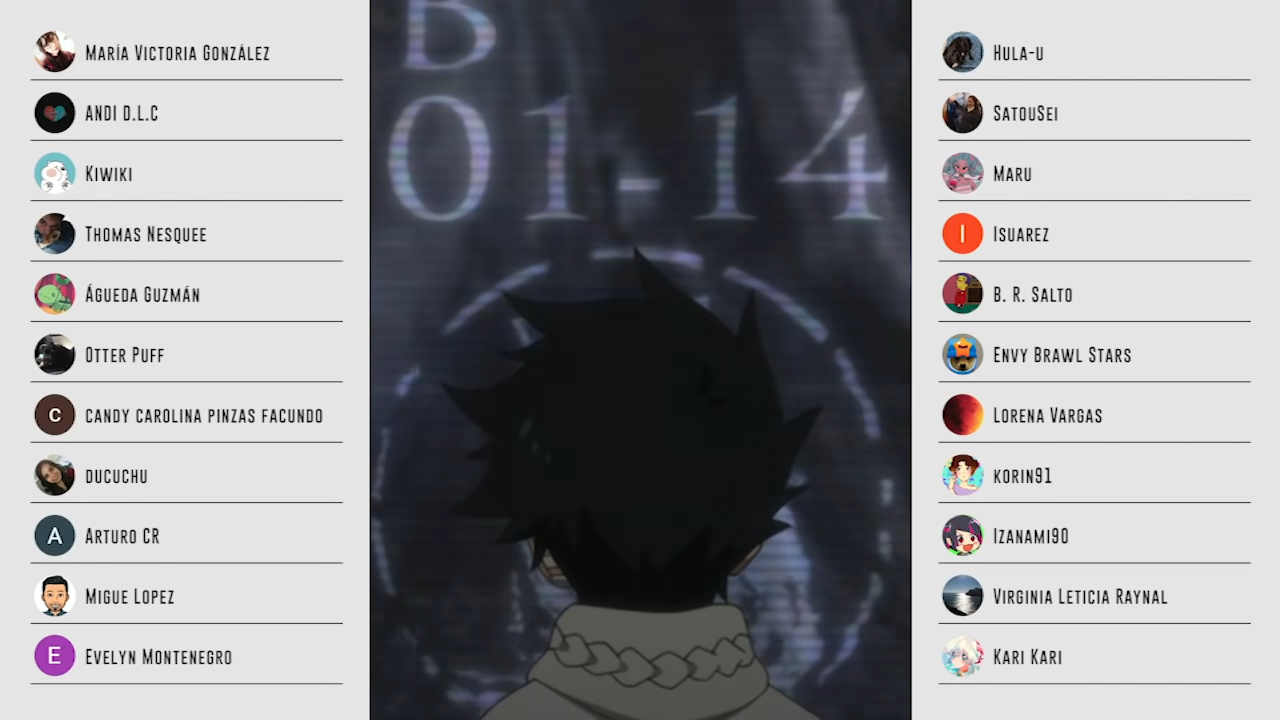 MARÍA VICTORIA GONZÁLEZ
ANDI D.L.C
KIWIKI
THOMAS NESQUEE
ÁGUEDA GUZMÁN
OTTER PUFF
C
CANDY CAROLINA PINZAS FACUNDO
DUCUCHU
A
ARTURO CR
MIGUE LOPEZ
E
EVELYN MONTENEGRO
B
01-14
HULA-U
SATOUSEI
MARU
I
ISUAREZ
B. R. SALTO
ENVY BRAWL STARS
LORENA VARGAS
KORIN91
IZANAMI90
VIRGINIA LETICIA RAYNAL
KARI KARI